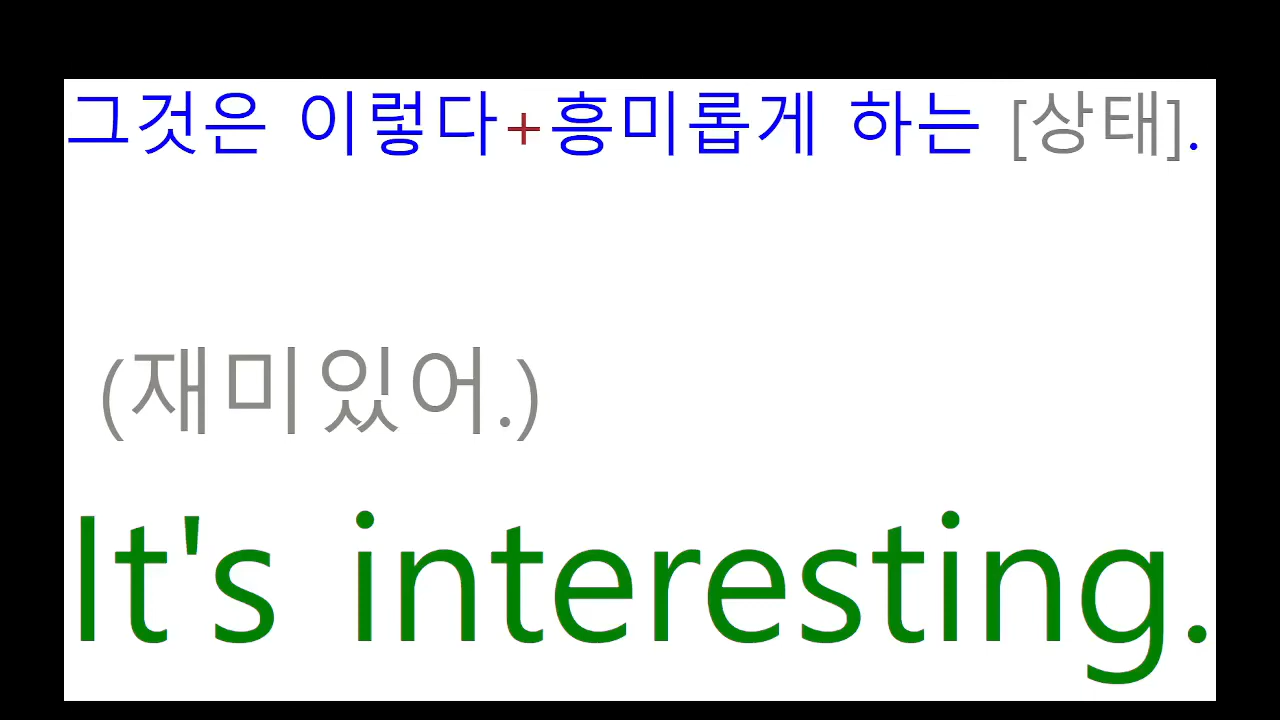 그것은 이렇다+흥미롭게 하는 [상태].
(재미있어.)
It's interesting.